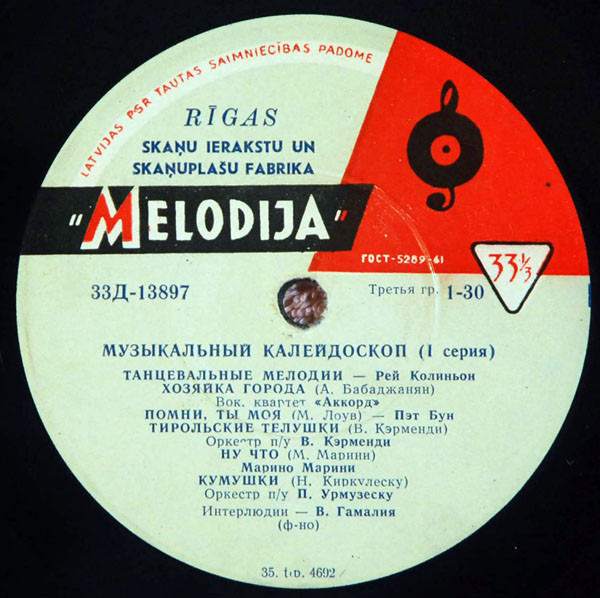 LATVIJAS PSR TAUTAS SAIMNIECĪBAS PADOME
RĪGAS
SKAŅU IERAKSTU UN
SKAŅUPLAŠU FABRIKA
"MELODIJA"
ГОСТ-5289-61
33⅓
33Д-13897
Третья гр. 1-30
МУЗЫКАЛЬНЫЙ КАЛЕЙДОСКОП (I серия)
ТАНЦЕВАЛЬНЫЕ МЕЛОДИИ — Рей Колиньон
ХОЗЯЙКА ГОРОДА (А. Бабаджанян)
Вок. квартет «Аккорд»
ПОМНИ, ТЫ МОЯ (М. Лоув) — Пэт Бун
ТИРОЛЬСКИЕ ТЕЛУШКИ (В. Кэрменди)
Оркестр п/у В. Кэрменди
НУ ЧТО (М. Марини)
Марино Марини
КУМУШКИ (Н. Киркулеску)
Оркестр п/у П. Урмузеску
Интерлюдии — В. Гамалия
(ф-но)
35. tip. 4692